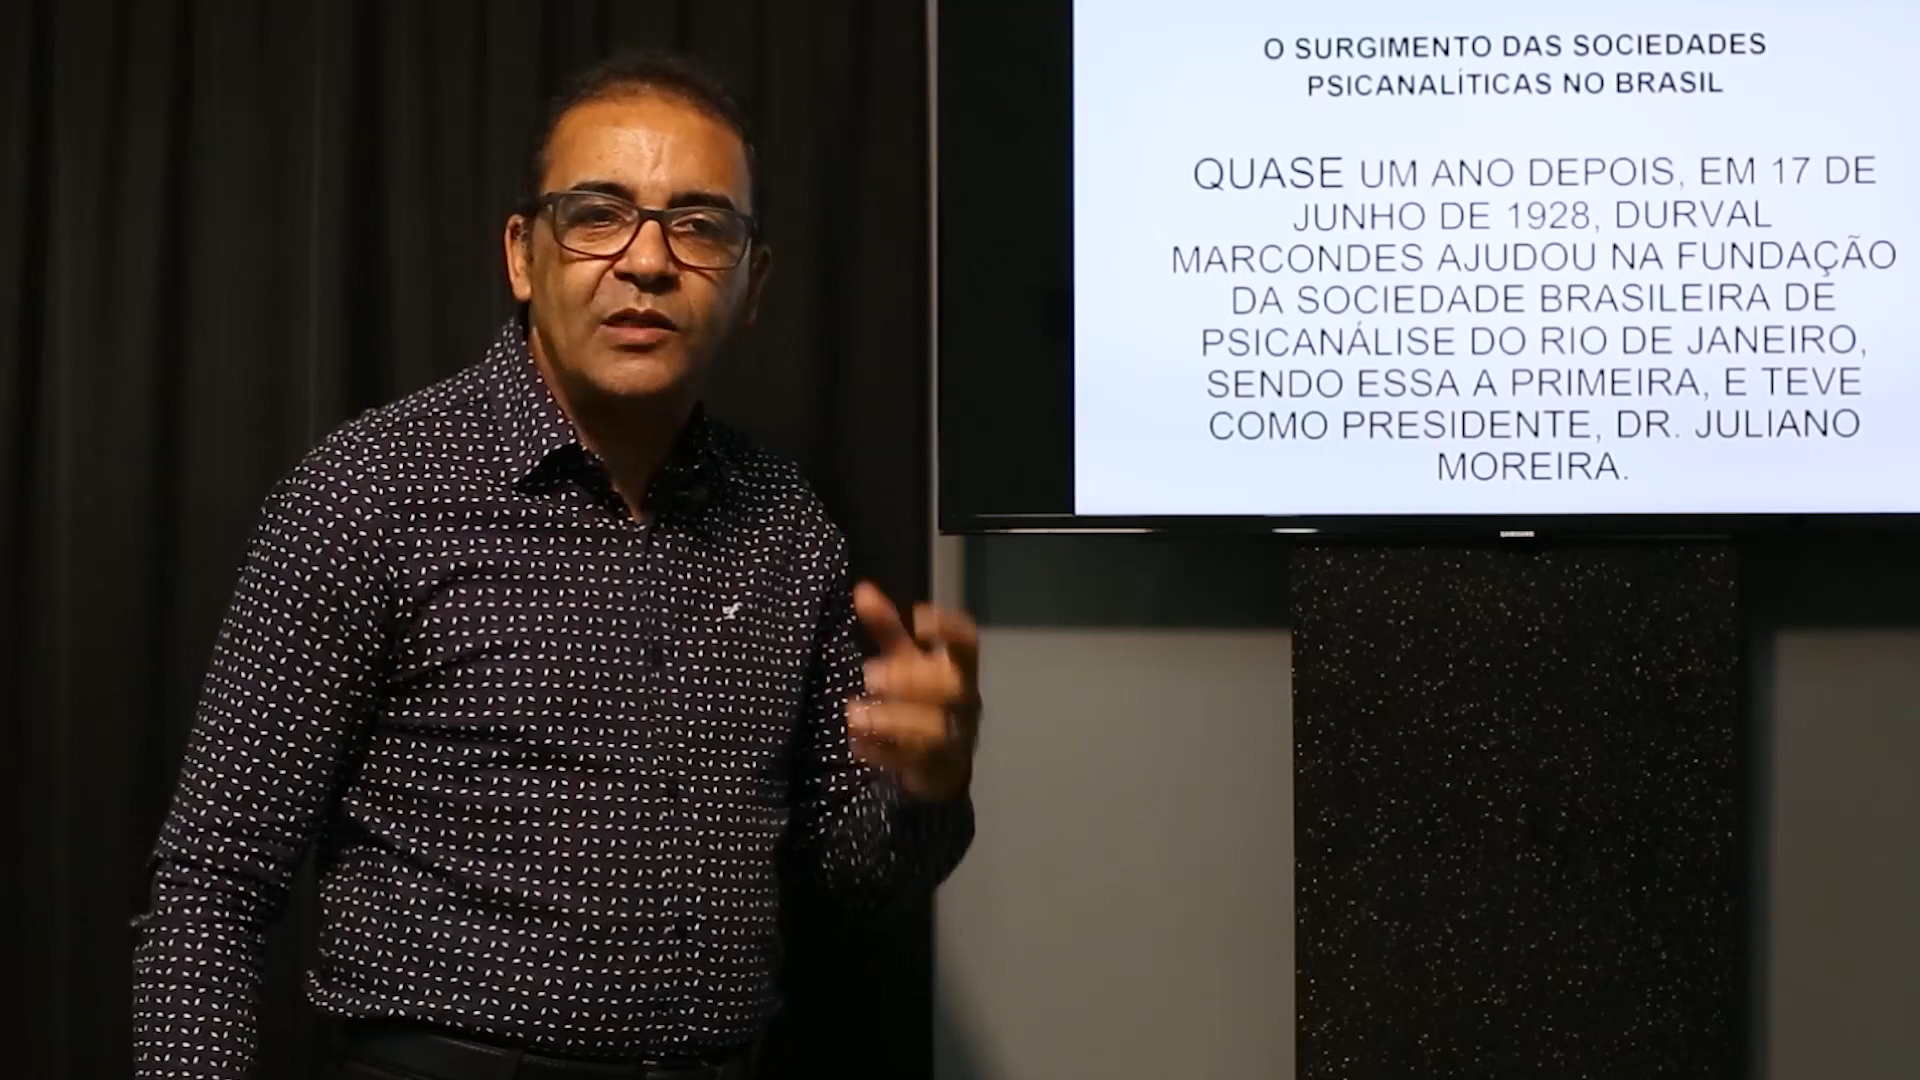 O SURGIMENTO DAS SOCIEDADES
PSICANALÍTICAS NO BRASIL
QUASE UM ANO DEPOIS, EM 17 DE
JUNHO DE 1928, DURVAL
MARCONDES AJUDOU NA FUNDAÇÃO
DA SOCIEDADE BRASILEIRA DE
PSICANÁLISE DO RIO DE JANEIRO,
SENDO ESSA A PRIMEIRA, E TEVE
COMO PRESIDENTE, DR. JULIANO
MOREIRA.
SAMSUNG